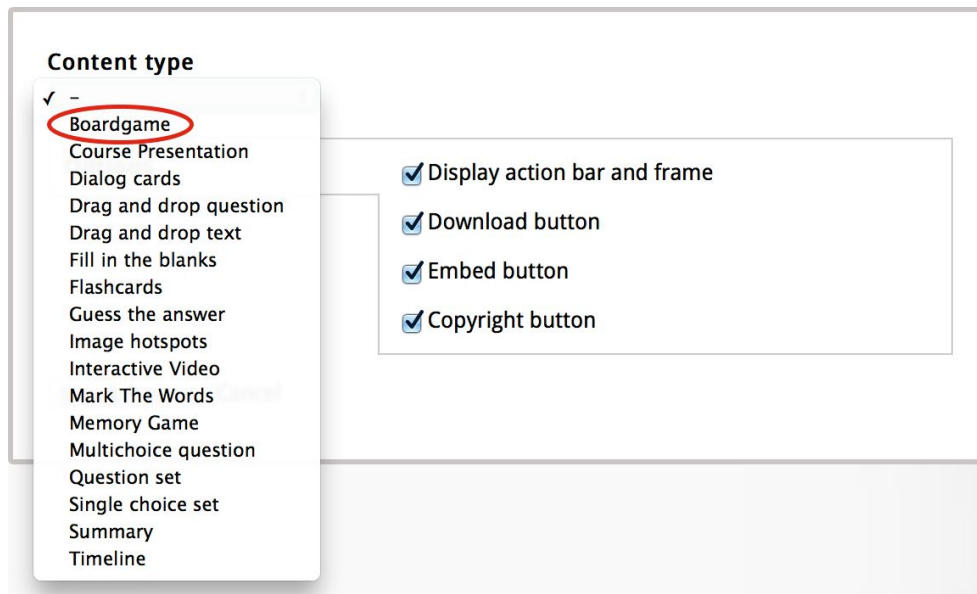 Content type
✓ –
Boardgame
Course Presentation
Dialog cards
Drag and drop question
Drag and drop text
Fill in the blanks
Flashcards
Guess the answer
Image hotspots
Interactive Video
Mark The Words
Memory Game
Multichoice question
Question set
Single choice set
Summary
Timeline
Display action bar and frame
Download button
Embed button
Copyright button
Cancel